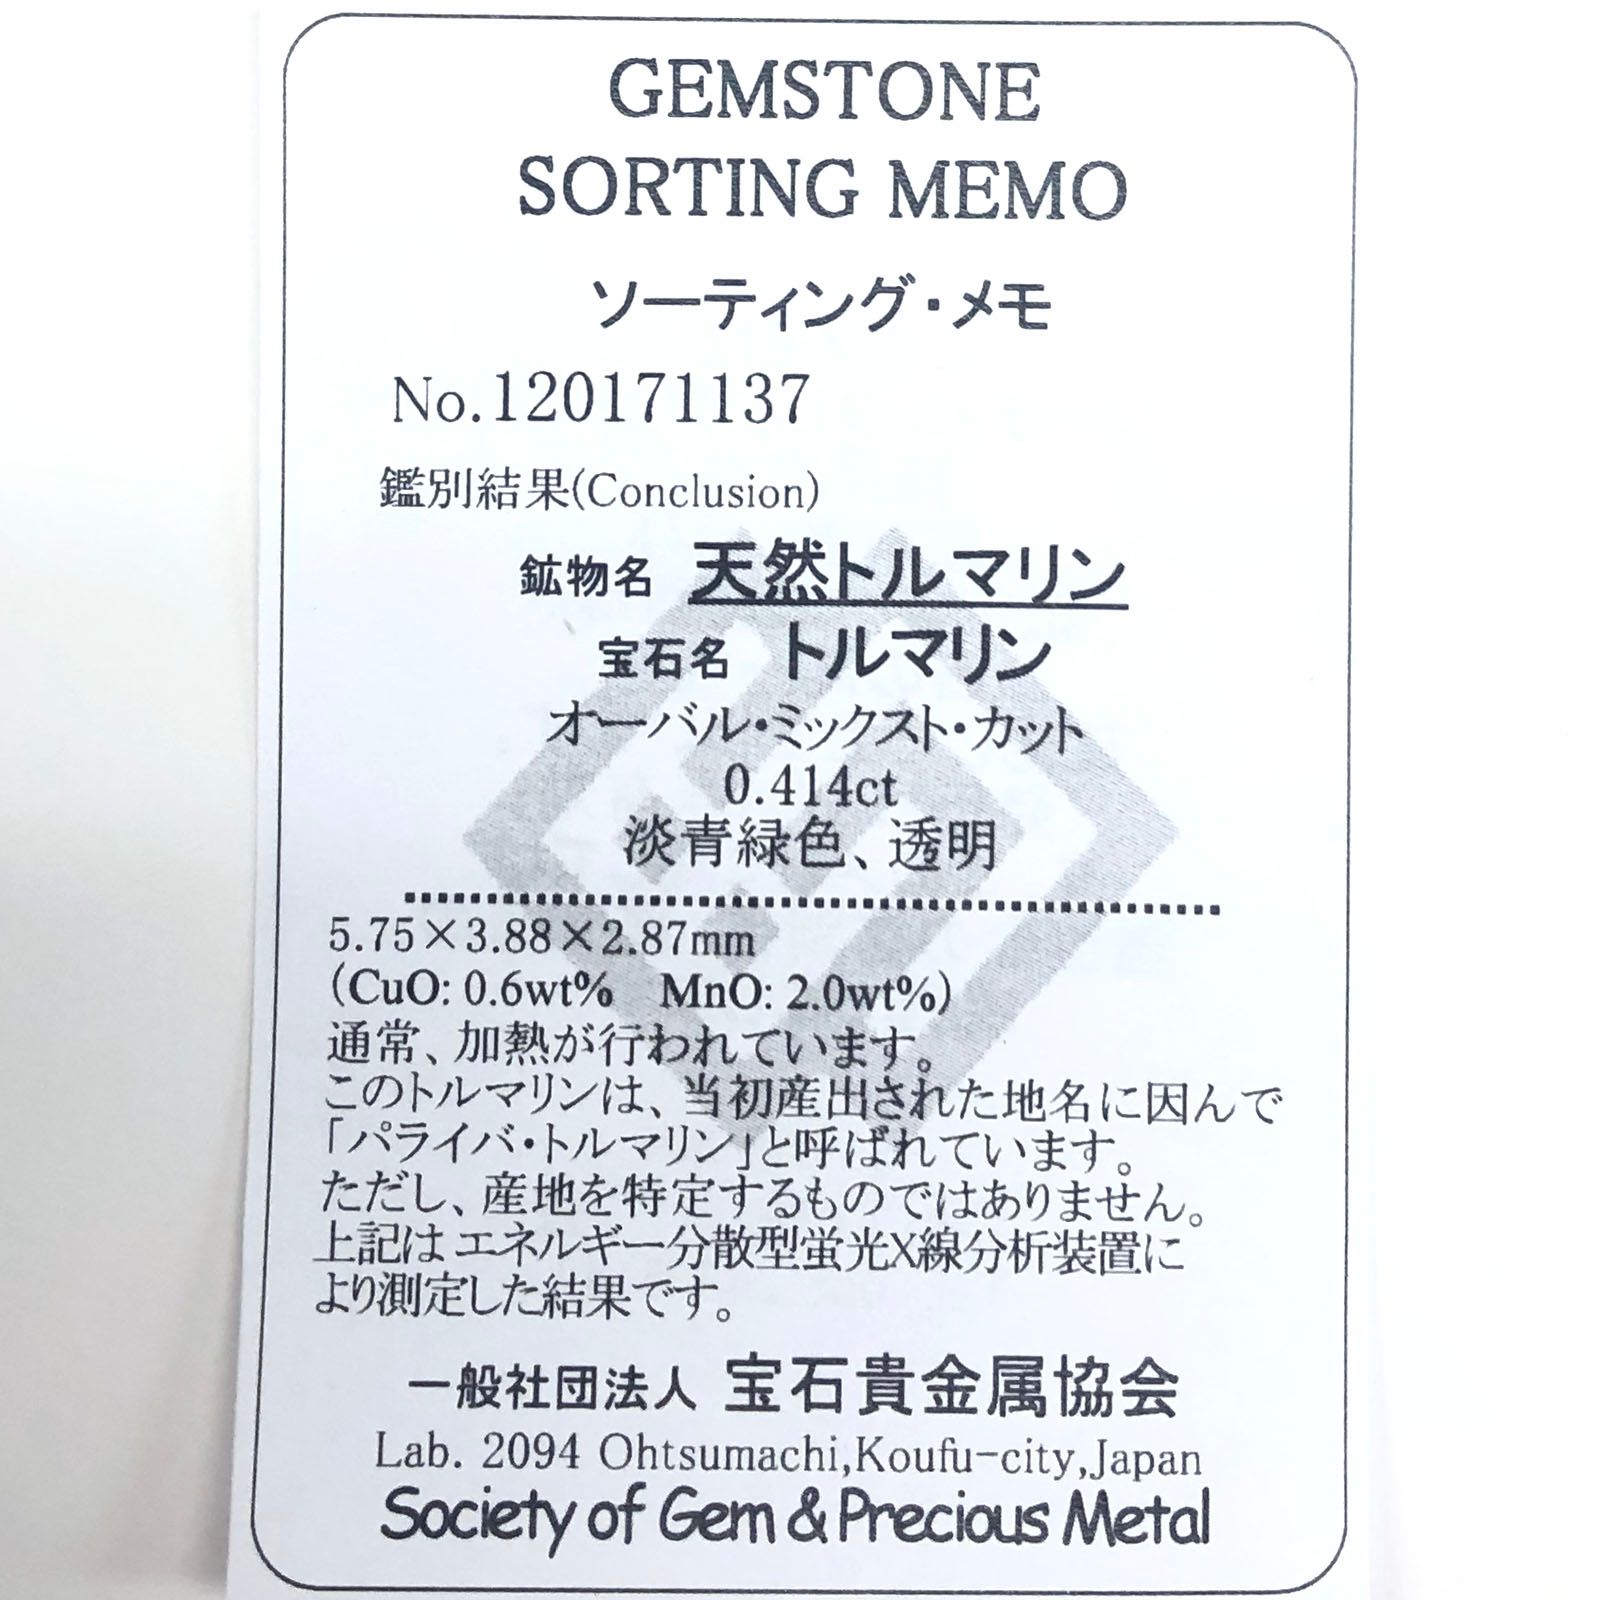 GEMSTONE
SORTING MEMO
ソーティング・メモ
No.120171137
鑑別結果(Conclusion)
鉱物名 天然トルマリン
宝石名 トルマリン
オーバル・ミックスト・カット
0.414ct
淡青緑色、透明
5.75×3.88×2.87mm
(CuO: 0.6wt% MnO: 2.0wt%)
通常、加熱が行われています。
このトルマリンは、当初産出された地名に因んで
「パライバ・トルマリン」と呼ばれています。
ただし、産地を特定するものではありません。
上記はエネルギー分散型蛍光X線分析装置に
より測定した結果です。
一般社団法人 宝石貴金属協会
Lab. 2094 Ohtsumachi,Koufu-city,Japan
Society of Gem & Precious Metal